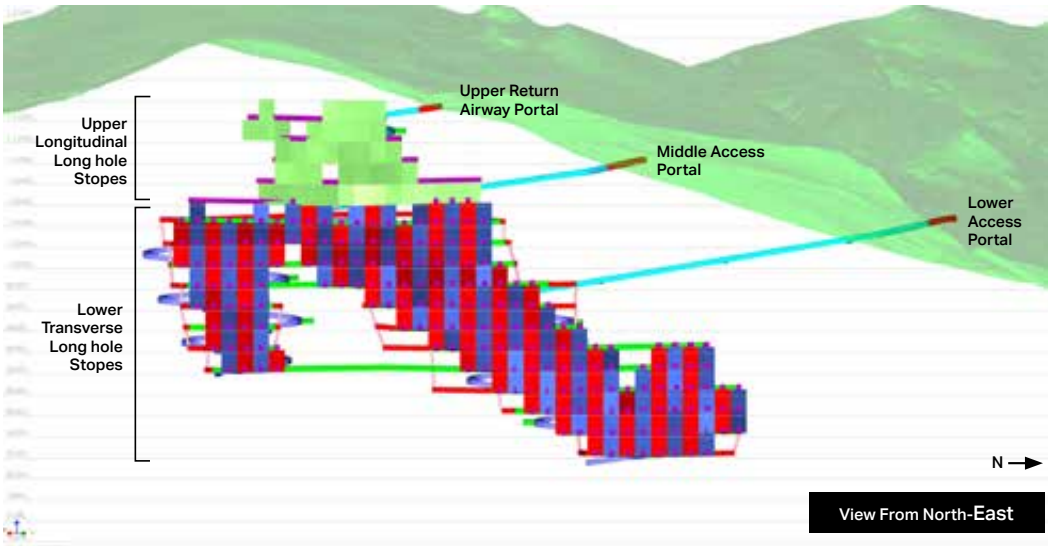 Upper Return
Airway Portal
Upper
Longitudinal
Long hole
Stopes
Middle Access
Portal
Lower
Access
Portal
Lower
Transverse
Long hole
Stopes
N
View From North-East